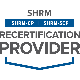 SHRM
SHRM-CP SHRM-SCP
RECERTIFICATION
PROVIDER